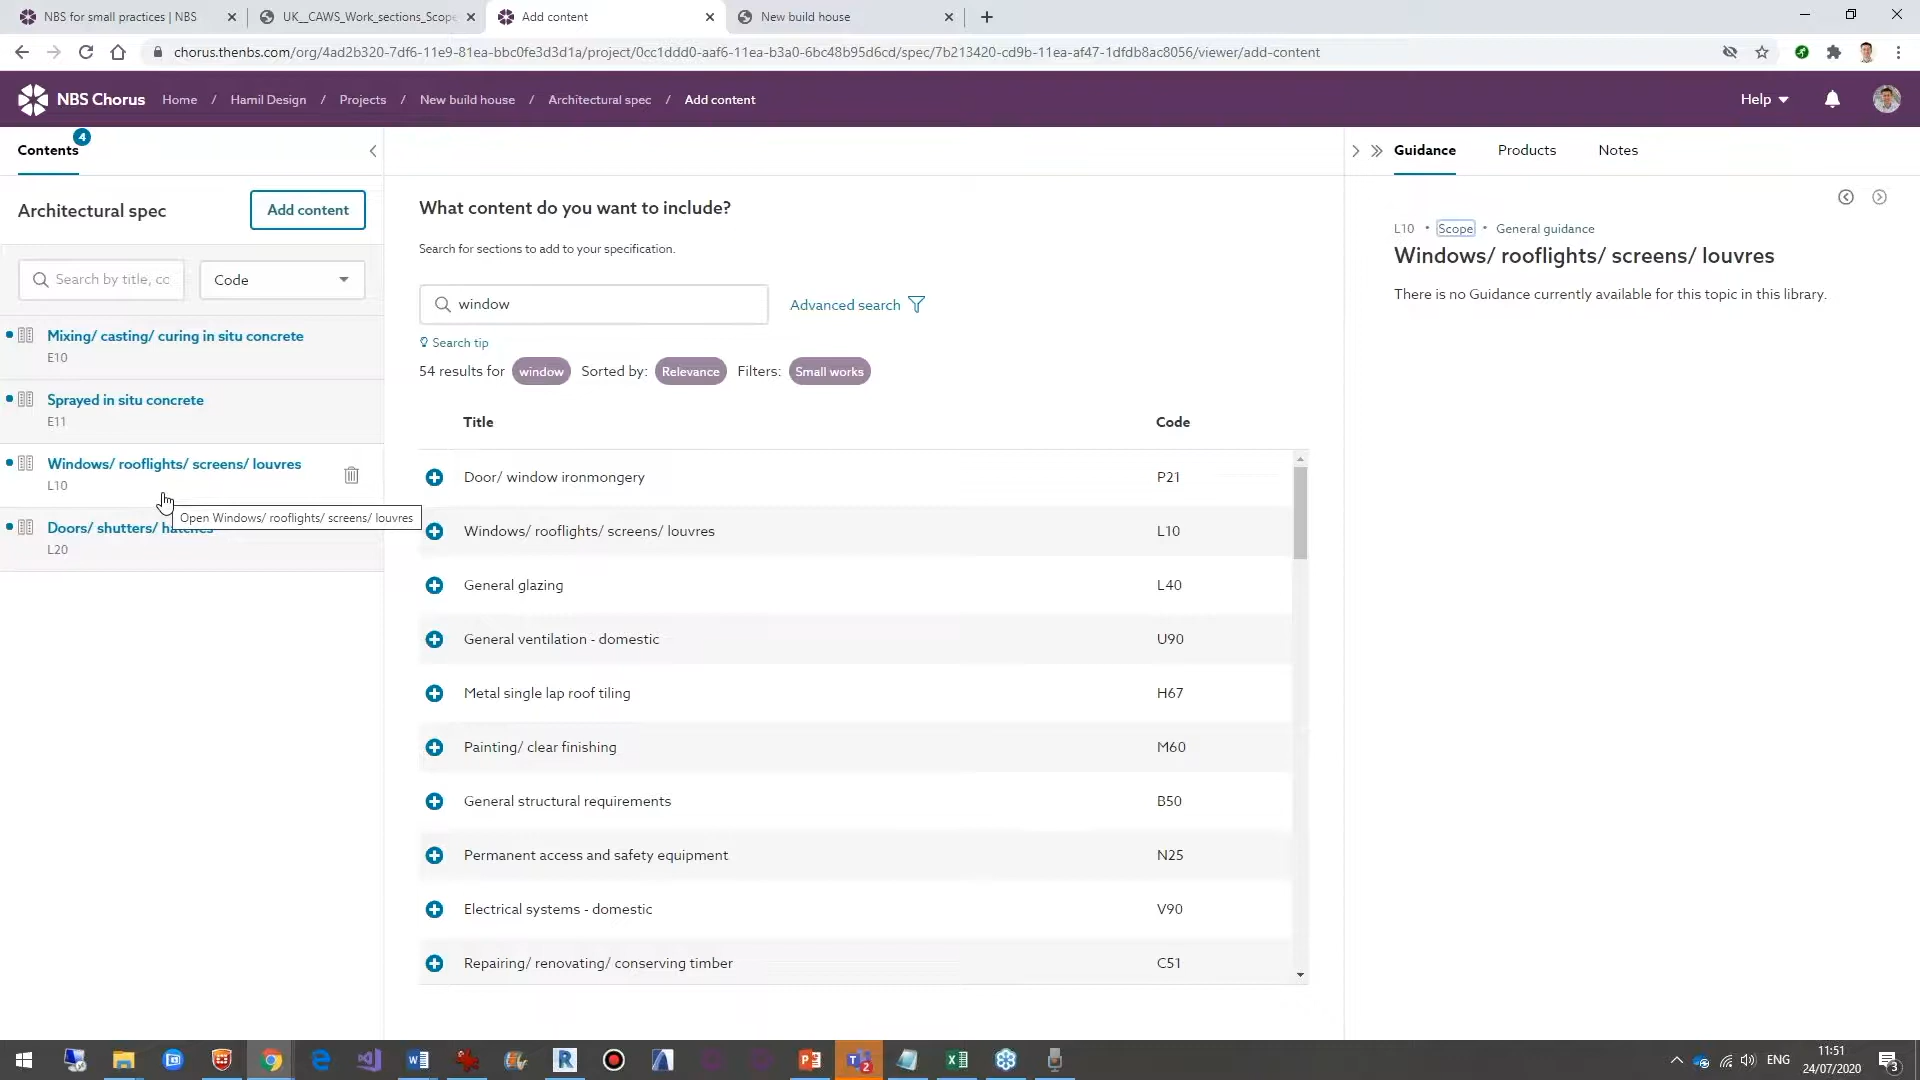 NBS for small practices | NBS
UK__CAWS_Work_sections_Scope
Add content
New build house
chorus.thenbs.com/org/4ad2b320-7df6-11e9-81ea-bbc0fe3d3d1a/project/0cc1ddd0-aaf6-11ea-b3a0-6bc48b95d6cd/spec/7b213420-cd9b-11ea-af47-1dfdb8ac8056/viewer/add-content
NBS Chorus Home / Hamil Design / Projects / New build house / Architectural spec / Add content
Help
4
Contents
Guidance Products Notes
Architectural spec
Add content
Search by title, co
Code
Mixing/ casting/ curing in situ concrete
E10
Sprayed in situ concrete
E11
Windows/ rooflights/ screens/ louvres
L10
Open Windows/ rooflights/ screens/ louvres
Doors/ shutters/ hatches
L20
What content do you want to include?
Search for sections to add to your specification.
window
Advanced search
Search tip
54 results for window Sorted by: Relevance Filters: Small works
Title Code
Door/ window ironmongery P21
Windows/ rooflights/ screens/ louvres L10
General glazing L40
General ventilation - domestic U90
Metal single lap roof tiling H67
Painting/ clear finishing M60
General structural requirements B50
Permanent access and safety equipment N25
Electrical systems - domestic V90
Repairing/ renovating/ conserving timber C51
L10 • Scope • General guidance
Windows/ rooflights/ screens/ louvres
There is no Guidance currently available for this topic in this library.
ENG
11:51
24/07/2020
3